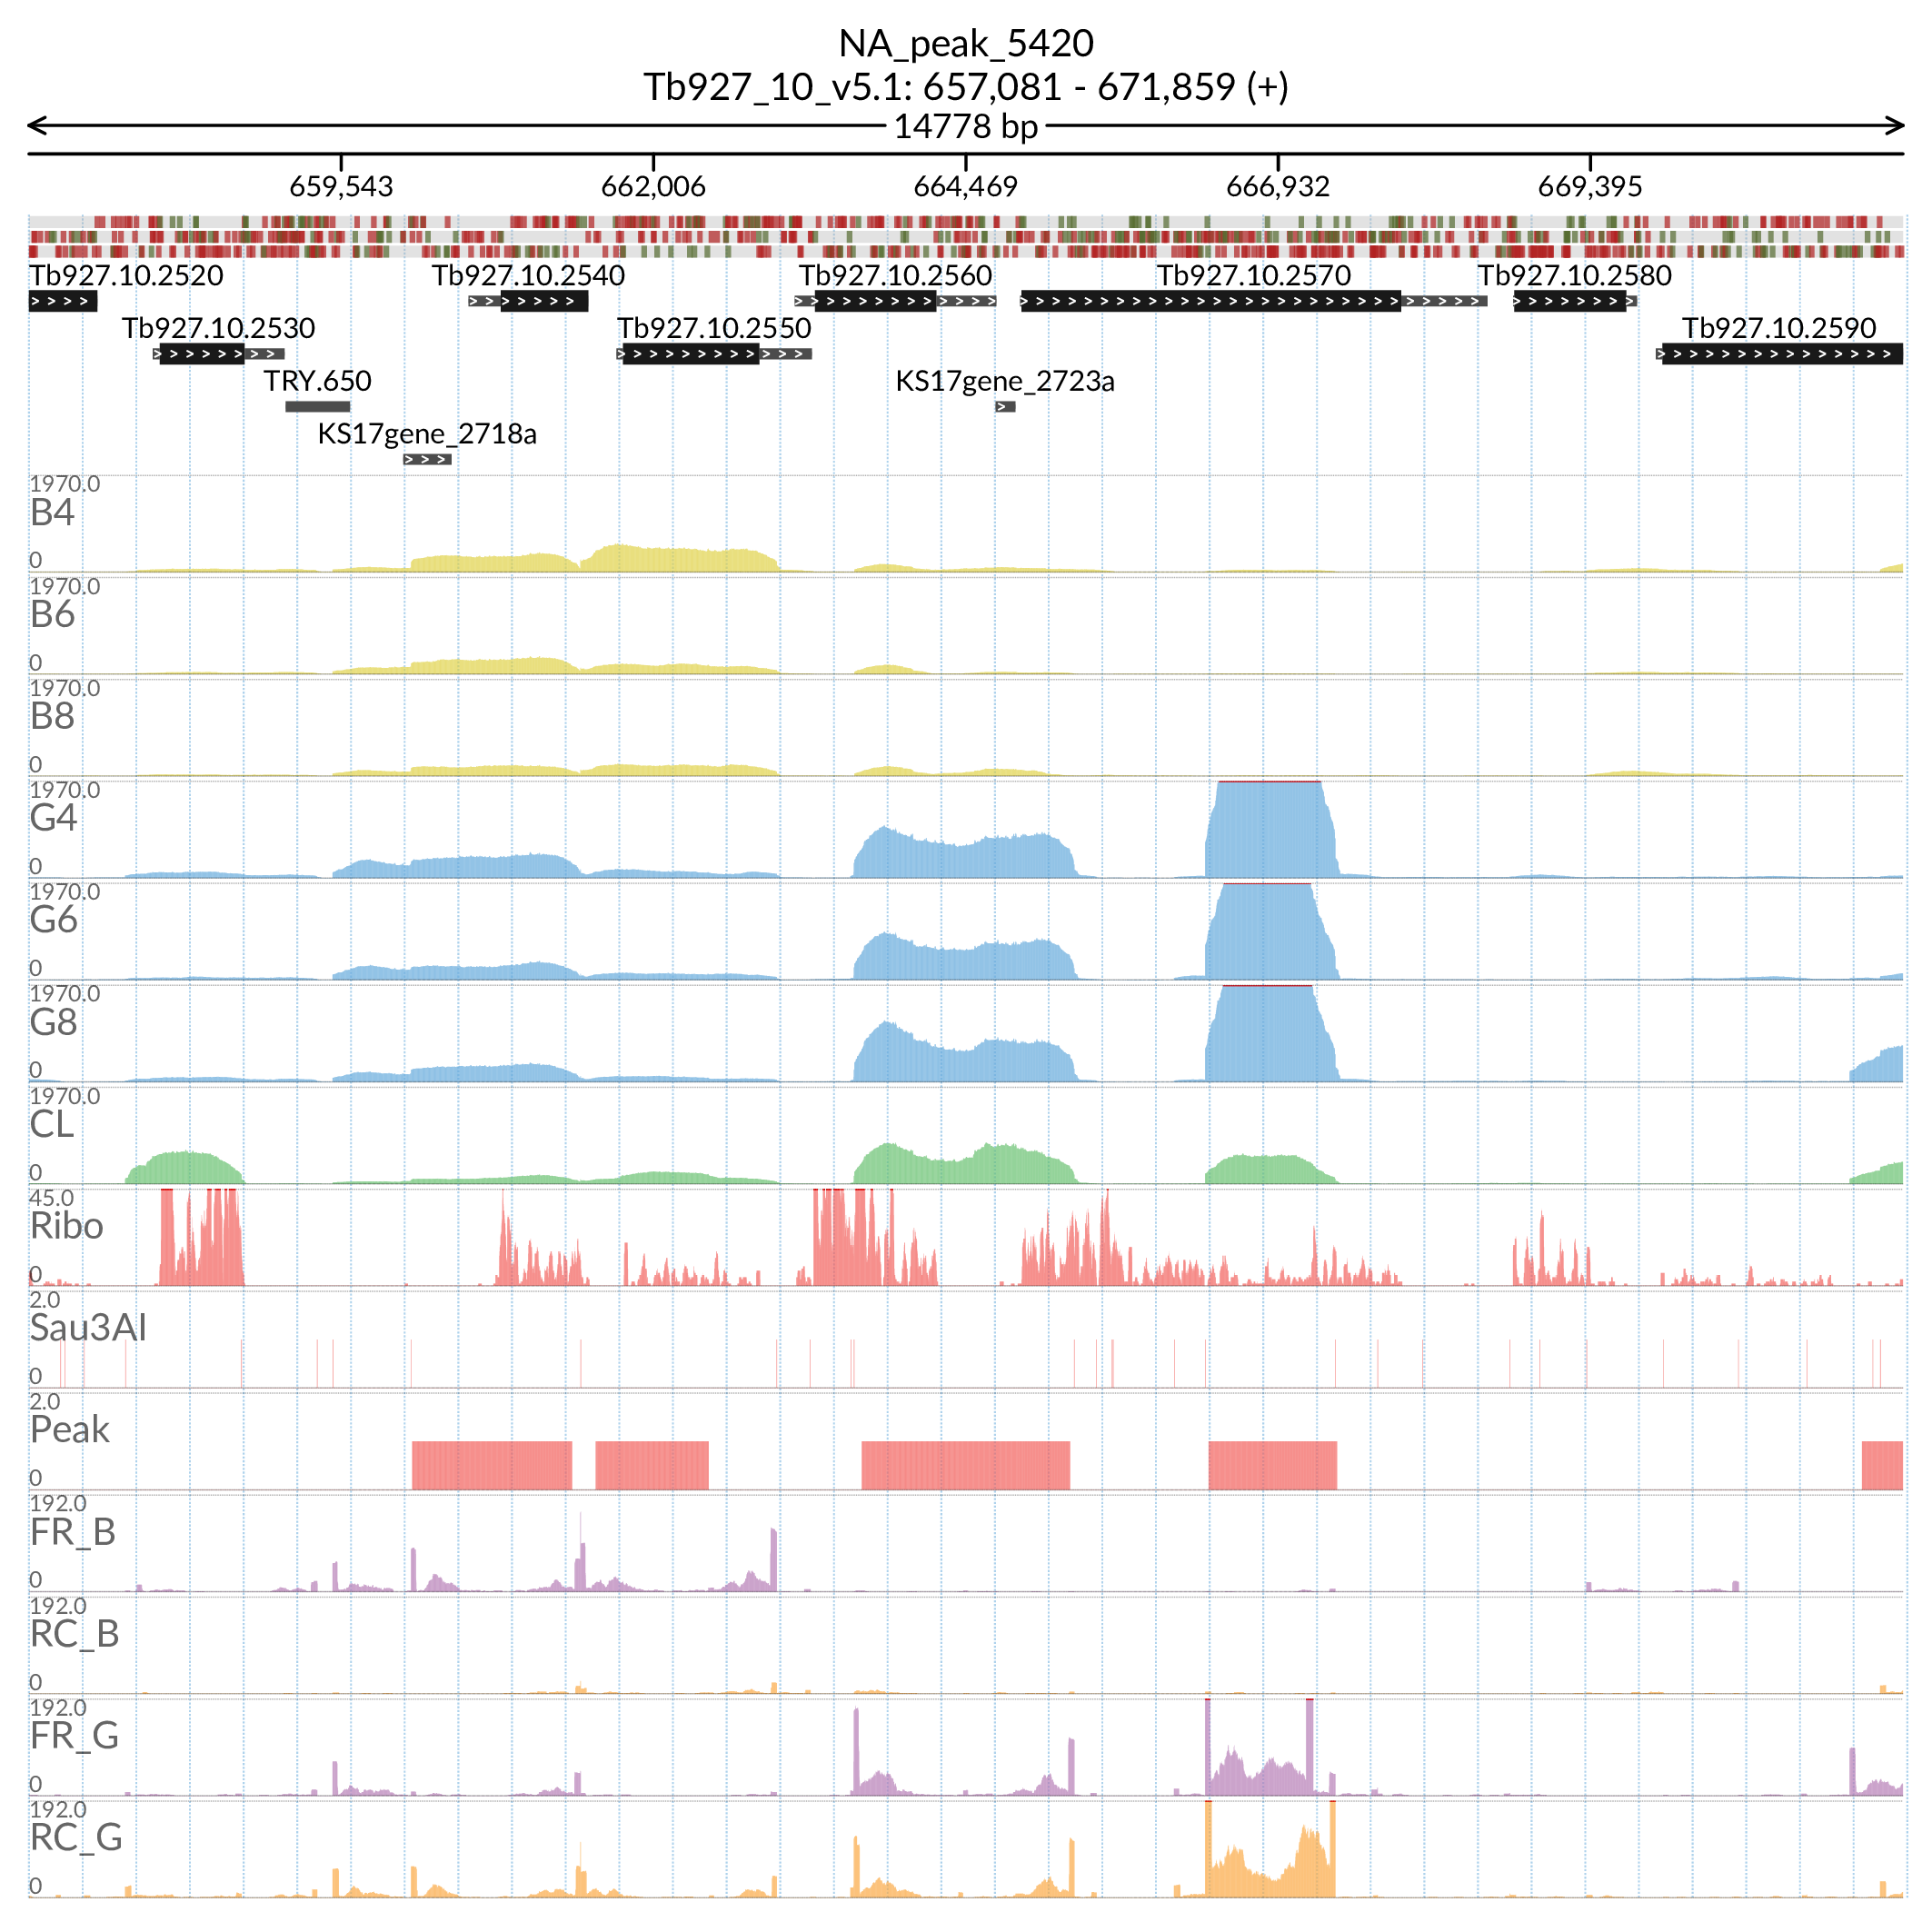 NA_peak_5420
Tb927_10_v5.1: 657,081 - 671,859 (+)
14778 bp
659,543 662,006 664,469 666,932 669,395
Tb927.10.2520 Tb927.10.2540 Tb927.10.2560 Tb927.10.2570 Tb927.10.2580
Tb927.10.2530 Tb927.10.2550 Tb927.10.2590
TRY.650 KS17gene_2723a
KS17gene_2718a
1970.0
B4
0
1970.0
B6
0
1970.0
B8
0
1970.0
G4
0
1970.0
G6
0
1970.0
G8
0
1970.0
CL
0
45.0
Ribo
0
2.0
Sau3AI
0
2.0
Peak
0
192.0
FR_B
0
192.0
RC_B
0
192.0
FR_G
0
192.0
RC_G
0